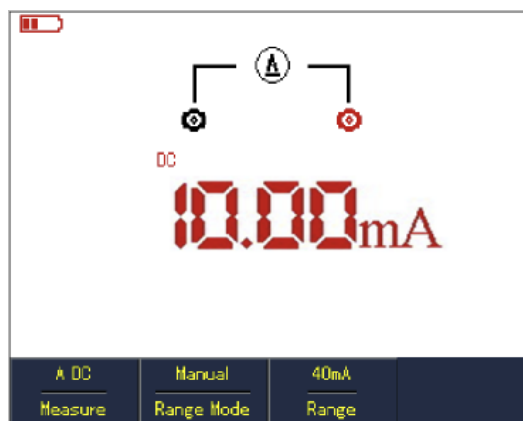 A
DC
10.00mA
A DC Manual 40mA
Measure Range Mode Range